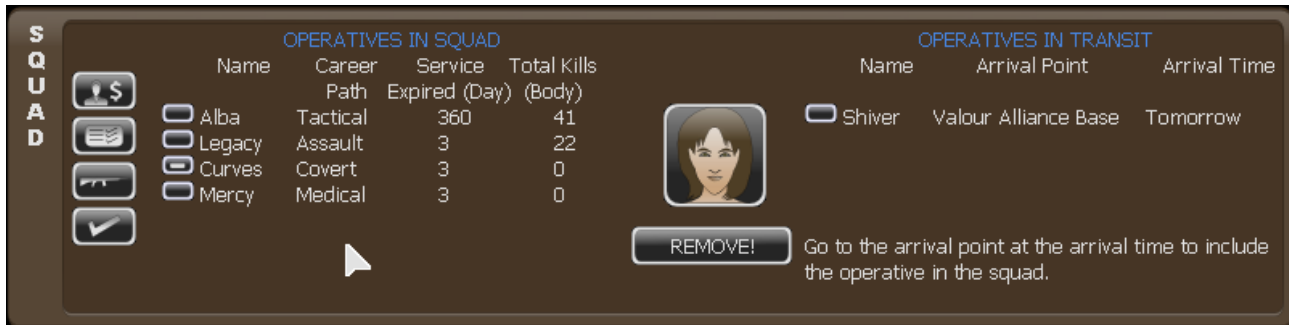 SQUAD
OPERATIVES IN SQUAD
Name Career Service Total Kills
Path Expired (Day) (Body)
Alba Tactical 360 41
Legacy Assault 3 22
Curves Covert 3 0
Mercy Medical 3 0
$
REMOVE!
OPERATIVES IN TRANSIT
Name Arrival Point Arrival Time
Shiver Valour Alliance Base Tomorrow
Go to the arrival point at the arrival time to include
the operative in the squad.